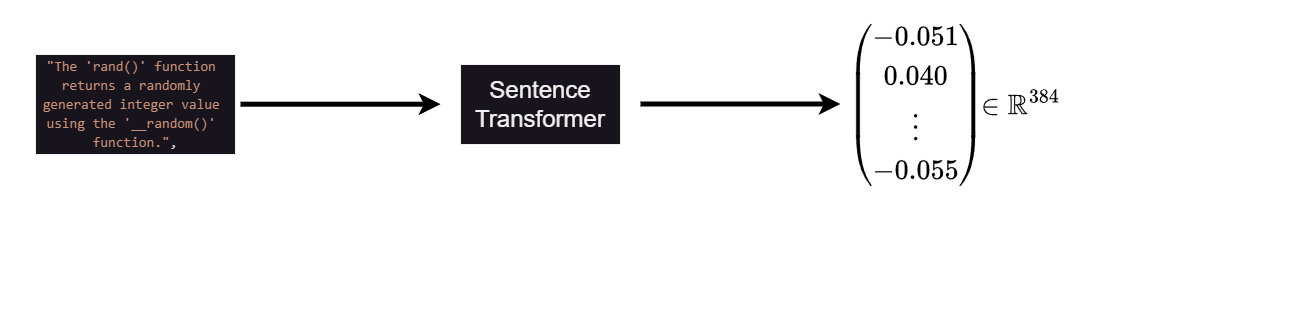 "The 'rand()' function
returns a randomly
generated integer value
using the '__random()'
function.",
Sentence
Transformer
−0.051
0.040
⋮
−0.055
∈ ℝ³⁸⁴